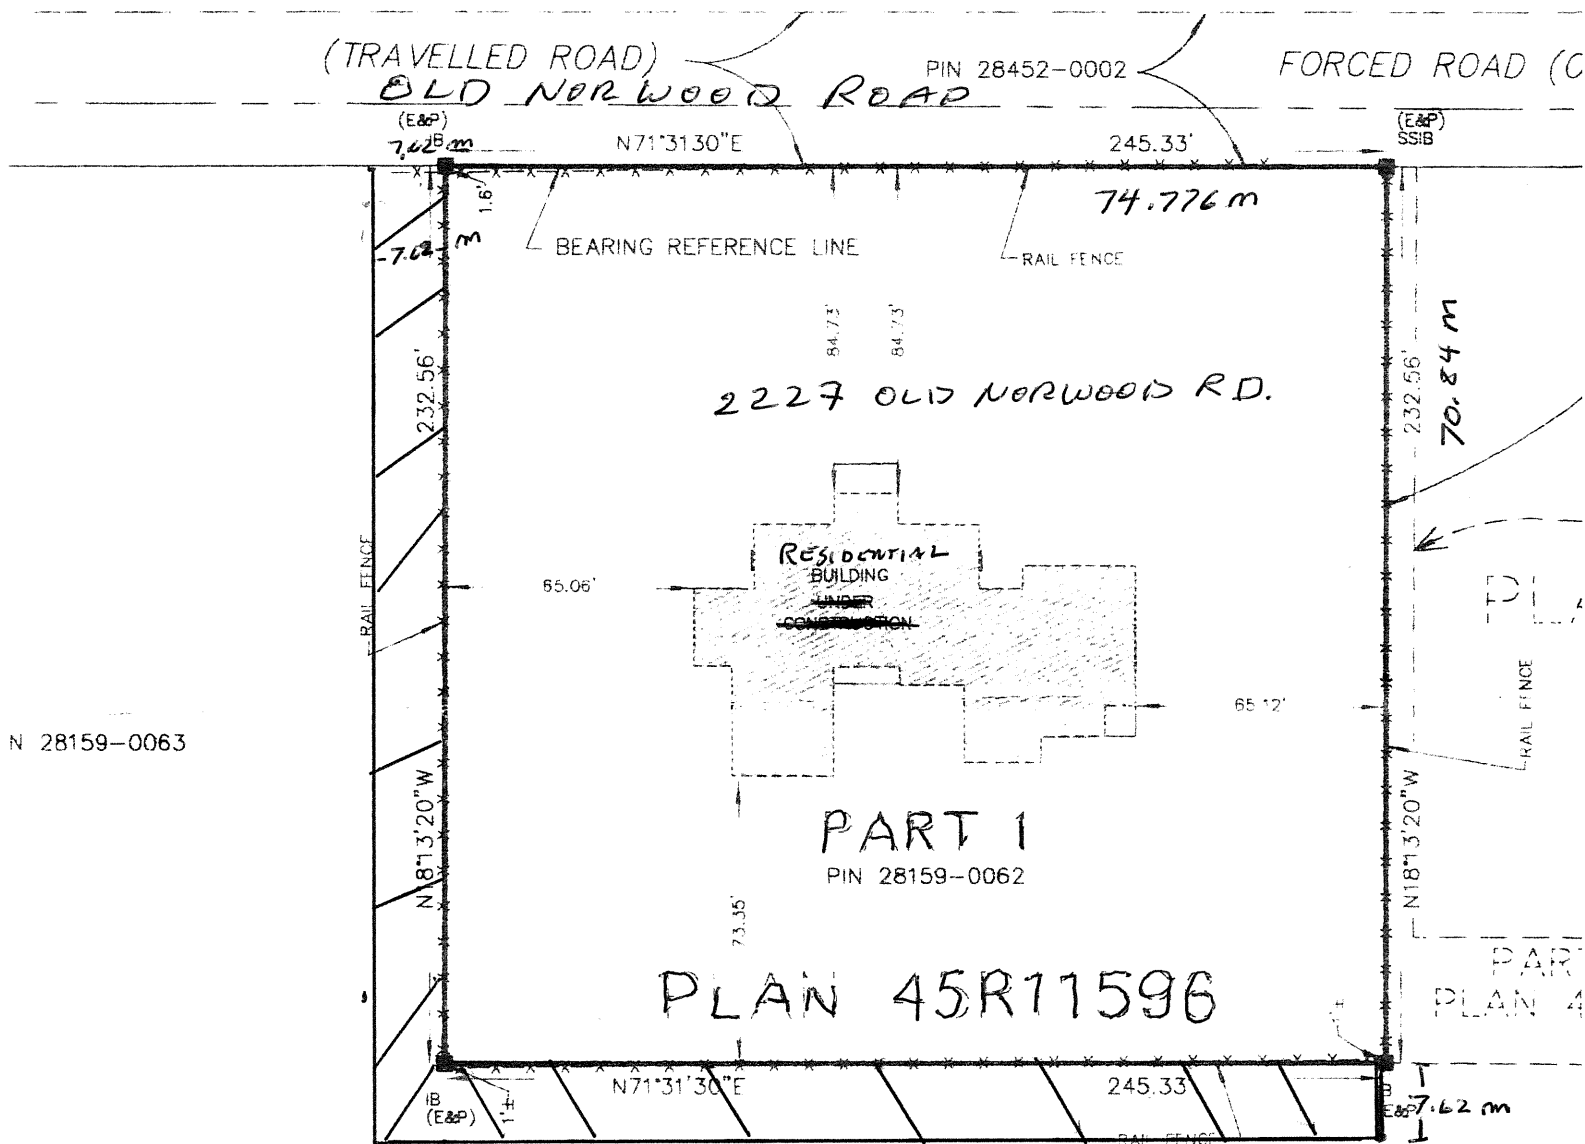 (TRAVELLED ROAD)
PIN 28452-0002
FORCED ROAD (
OLD NORWOOD ROAD
(E&P)
IB
7.62 m
N71°31'30"E
245.33'
(E&P)
SSIB
74.776 m
1.6'
7.62 m
BEARING REFERENCE LINE
RAIL FENCE
84.73'
84.73'
232.56'
232.56'
70.84 m
2227 OLD NORWOOD RD.
RESIDENTIAL
BUILDING
UNDER
CONSTRUCTION
65.06'
RAIL FENCE
65.12'
RAIL FENCE
N 28159-0063
N18°13'20"W
N18°13'20"W
PART 1
PIN 28159-0062
73.35'
PLAN 45R11596
PLAN 4
IB
(E&P)
N71°31'30"E
245.33'
E&P
7.62 m
RAIL FENCE